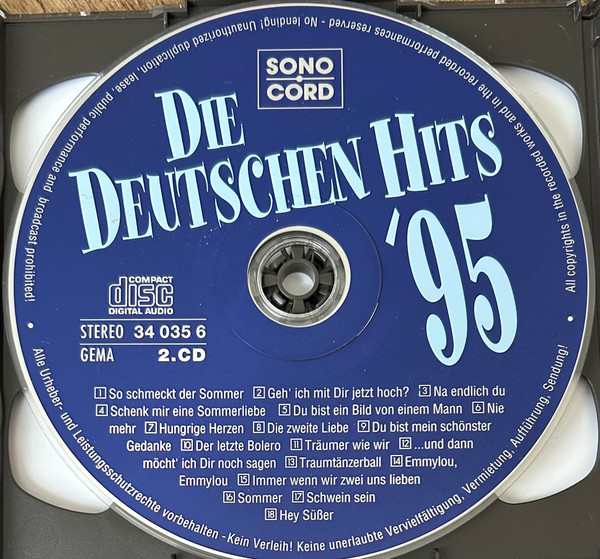 All copyrights in the recorded works and in the recorded performances reserved - No lending! Unauthorized duplication, lease, public performance and broadcast prohibited!
SONO
CORD
DIE
DEUTSCHEN HITS
'95
COMPACT
disc
DIGITAL AUDIO
STEREO 34 035 6
GEMA 2.CD
1 So schmeckt der Sommer 2 Geh' ich mit Dir jetzt hoch? 3 Na endlich du
4 Schenk mir eine Sommerliebe 5 Du bist ein Bild von einem Mann 6 Nie
mehr 7 Hungrige Herzen 8 Die zweite Liebe 9 Du bist mein schönster
Gedanke 10 Der letzte Bolero 11 Träumer wie wir 12 ...und dann
möcht' ich Dir noch sagen 13 Traumtänzerball 14 Emmylou,
Emmylou 15 Immer wenn wir zwei uns lieben
16 Sommer 17 Schwein sein
18 Hey Süßer
Alle Urheber- und Leistungsschutzrechte vorbehalten - Kein Verleih! Keine unerlaubte Vervielfältigung, Vermietung, Aufführung, Sendung!